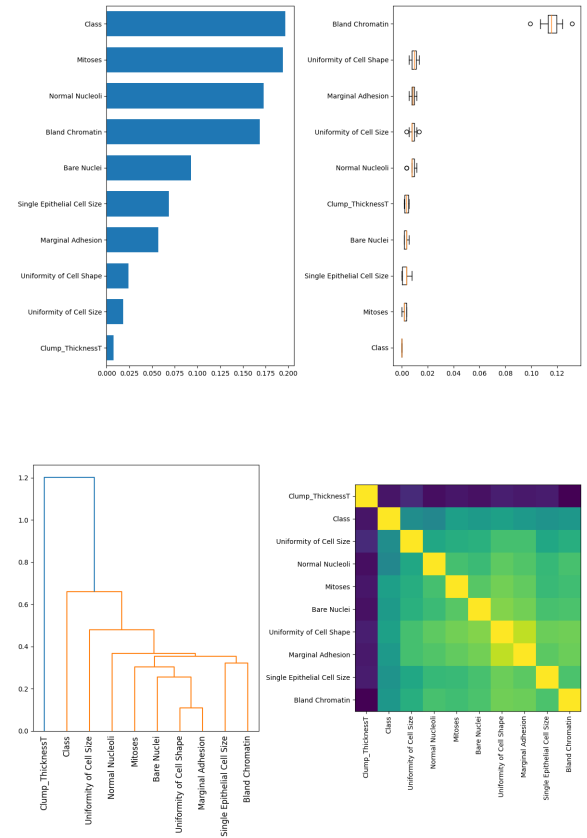 Class
Mitoses
Normal Nucleoli
Bland Chromatin
Bare Nuclei
Single Epithelial Cell Size
Marginal Adhesion
Uniformity of Cell Shape
Uniformity of Cell Size
Clump_ThicknessT
0.000 0.025 0.050 0.075 0.100 0.125 0.150 0.175 0.200
Bland Chromatin
Uniformity of Cell Shape
Marginal Adhesion
Uniformity of Cell Size
Normal Nucleoli
Clump_ThicknessT
Bare Nuclei
Single Epithelial Cell Size
Mitoses
Class
0.00 0.02 0.04 0.06 0.08 0.10 0.12
1.2
1.0
0.8
0.6
0.4
0.2
0.0
Clump_ThicknessT
Class
Uniformity of Cell Size
Normal Nucleoli
Mitoses
Bare Nuclei
Uniformity of Cell Shape
Marginal Adhesion
Single Epithelial Cell Size
Bland Chromatin
Clump_ThicknessT
Class
Uniformity of Cell Size
Normal Nucleoli
Mitoses
Bare Nuclei
Uniformity of Cell Shape
Marginal Adhesion
Single Epithelial Cell Size
Bland Chromatin
Clump_ThicknessT
Class
Uniformity of Cell Size
Normal Nucleoli
Mitoses
Bare Nuclei
Uniformity of Cell Shape
Marginal Adhesion
Single Epithelial Cell Size
Bland Chromatin